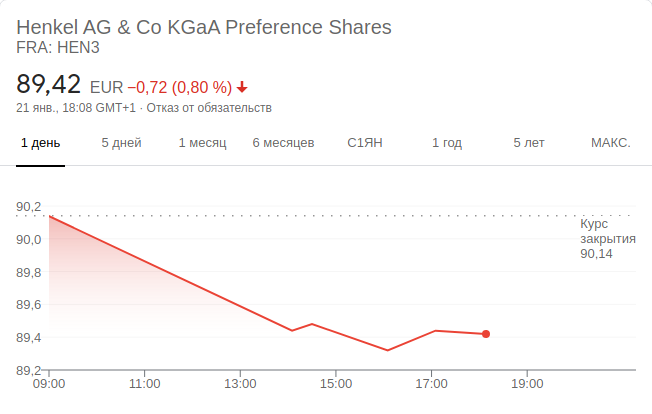 Henkel AG & Co KGaA Preference Shares
FRA: HEN3
89,42 EUR −0,72 (0,80 %)
21 янв., 18:08 GMT+1 · Отказ от обязательств
1 день 5 дней 1 месяц 6 месяцев С1ЯН 1 год 5 лет МАКС.
90,2
90,0
89,8
89,6
89,4
89,2
Курс
закрытия
90,14
09:00 11:00 13:00 15:00 17:00 19:00